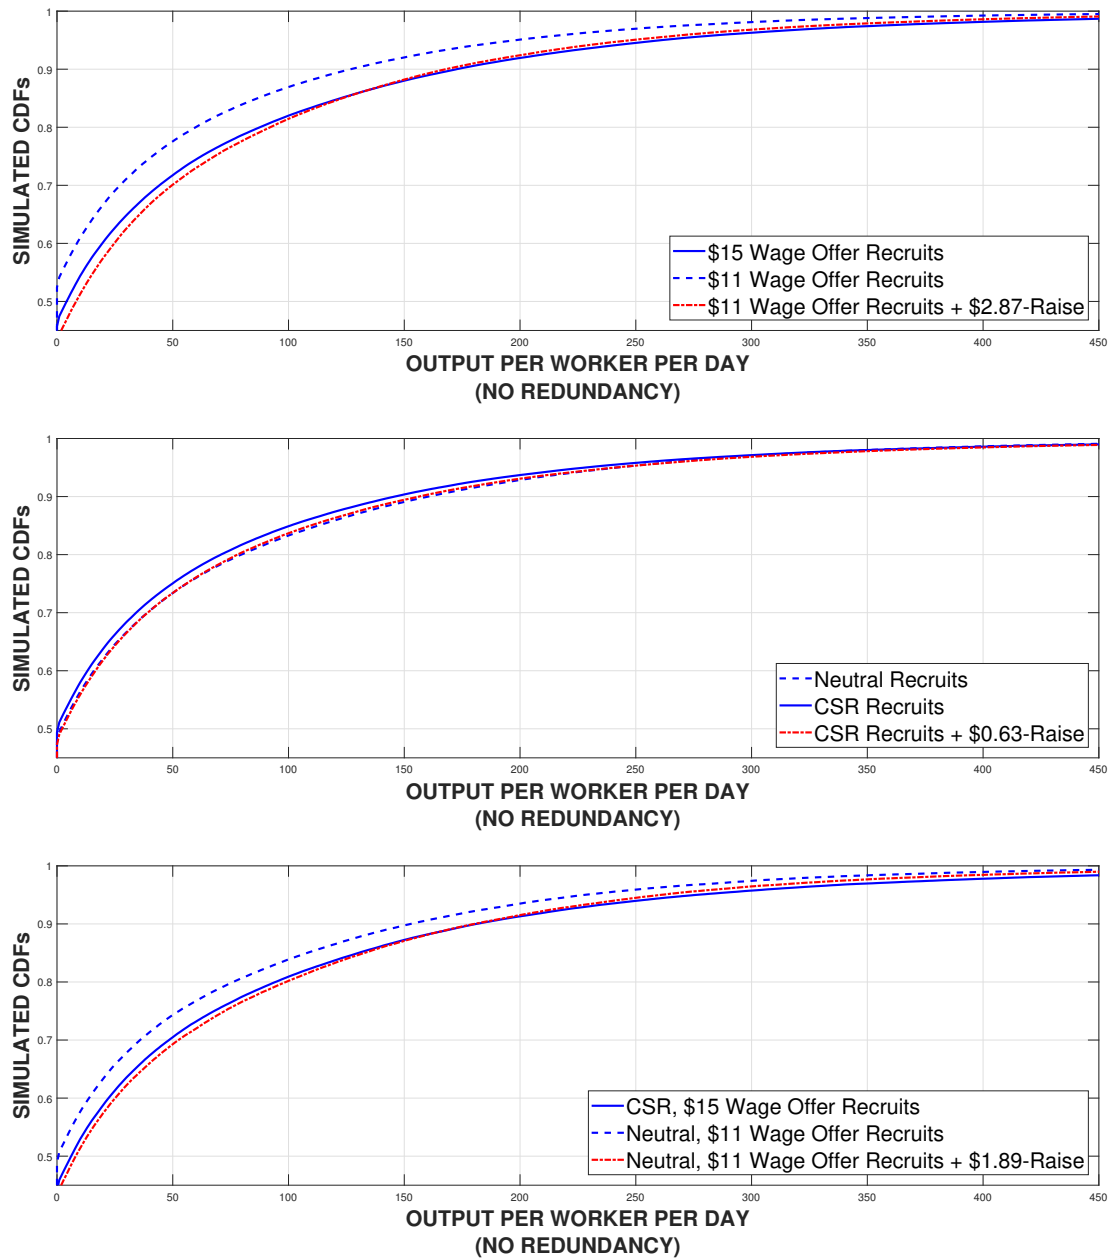 SIMULATED CDFs
1
0.9
0.8
0.7
0.6
0.5
0 50 100 150 200 250 300 350 400 450
$15 Wage Offer Recruits
$11 Wage Offer Recruits
$11 Wage Offer Recruits + $2.87-Raise
OUTPUT PER WORKER PER DAY
(NO REDUNDANCY)
SIMULATED CDFs
1
0.9
0.8
0.7
0.6
0.5
0 50 100 150 200 250 300 350 400 450
Neutral Recruits
CSR Recruits
CSR Recruits + $0.63-Raise
OUTPUT PER WORKER PER DAY
(NO REDUNDANCY)
SIMULATED CDFs
1
0.9
0.8
0.7
0.6
0.5
0 50 100 150 200 250 300 350 400 450
CSR, $15 Wage Offer Recruits
Neutral, $11 Wage Offer Recruits
Neutral, $11 Wage Offer Recruits + $1.89-Raise
OUTPUT PER WORKER PER DAY
(NO REDUNDANCY)